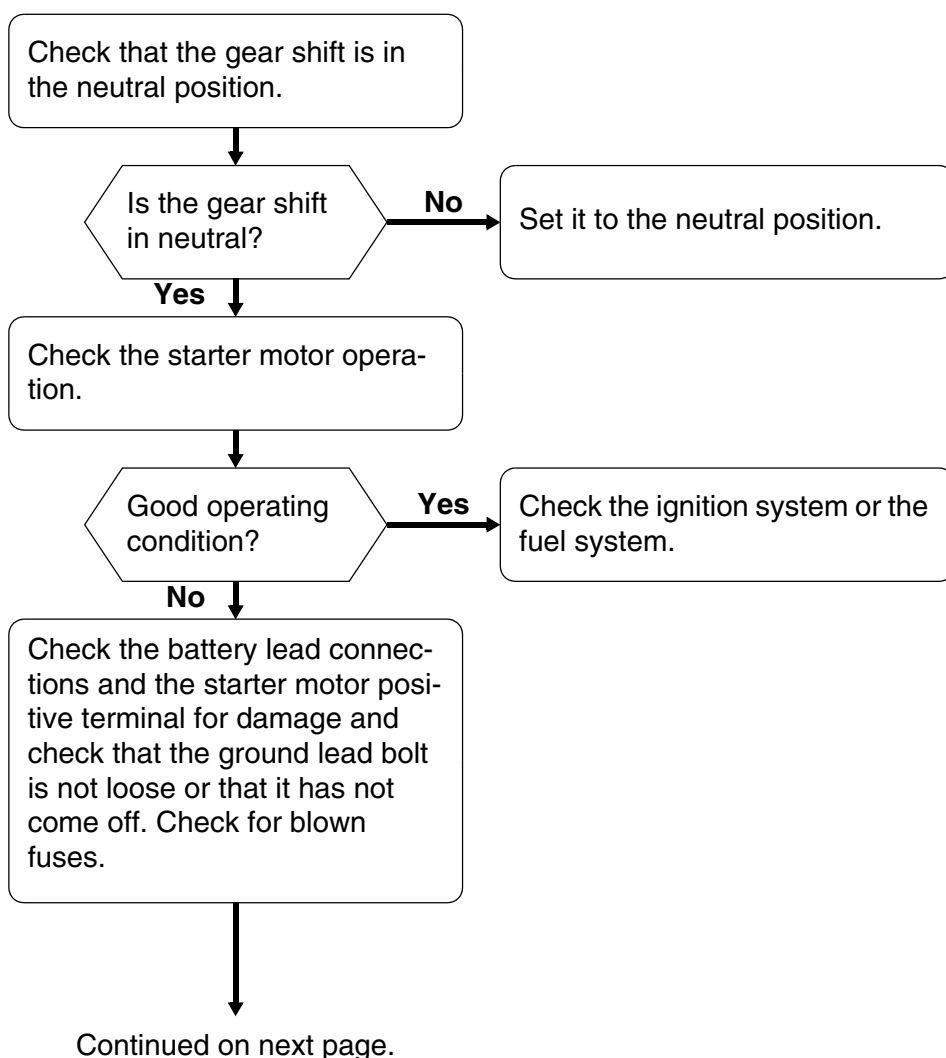 Check that the gear shift is in
the neutral position.
Is the gear shift
in neutral?
No
Set it to the neutral position.
Yes
Check the starter motor opera-
tion.
Good operating
condition?
Yes
Check the ignition system or the
fuel system.
No
Check the battery lead connec-
tions and the starter motor posi-
tive terminal for damage and
check that the ground lead bolt
is not loose or that it has not
come off. Check for blown
fuses.
Continued on next page.